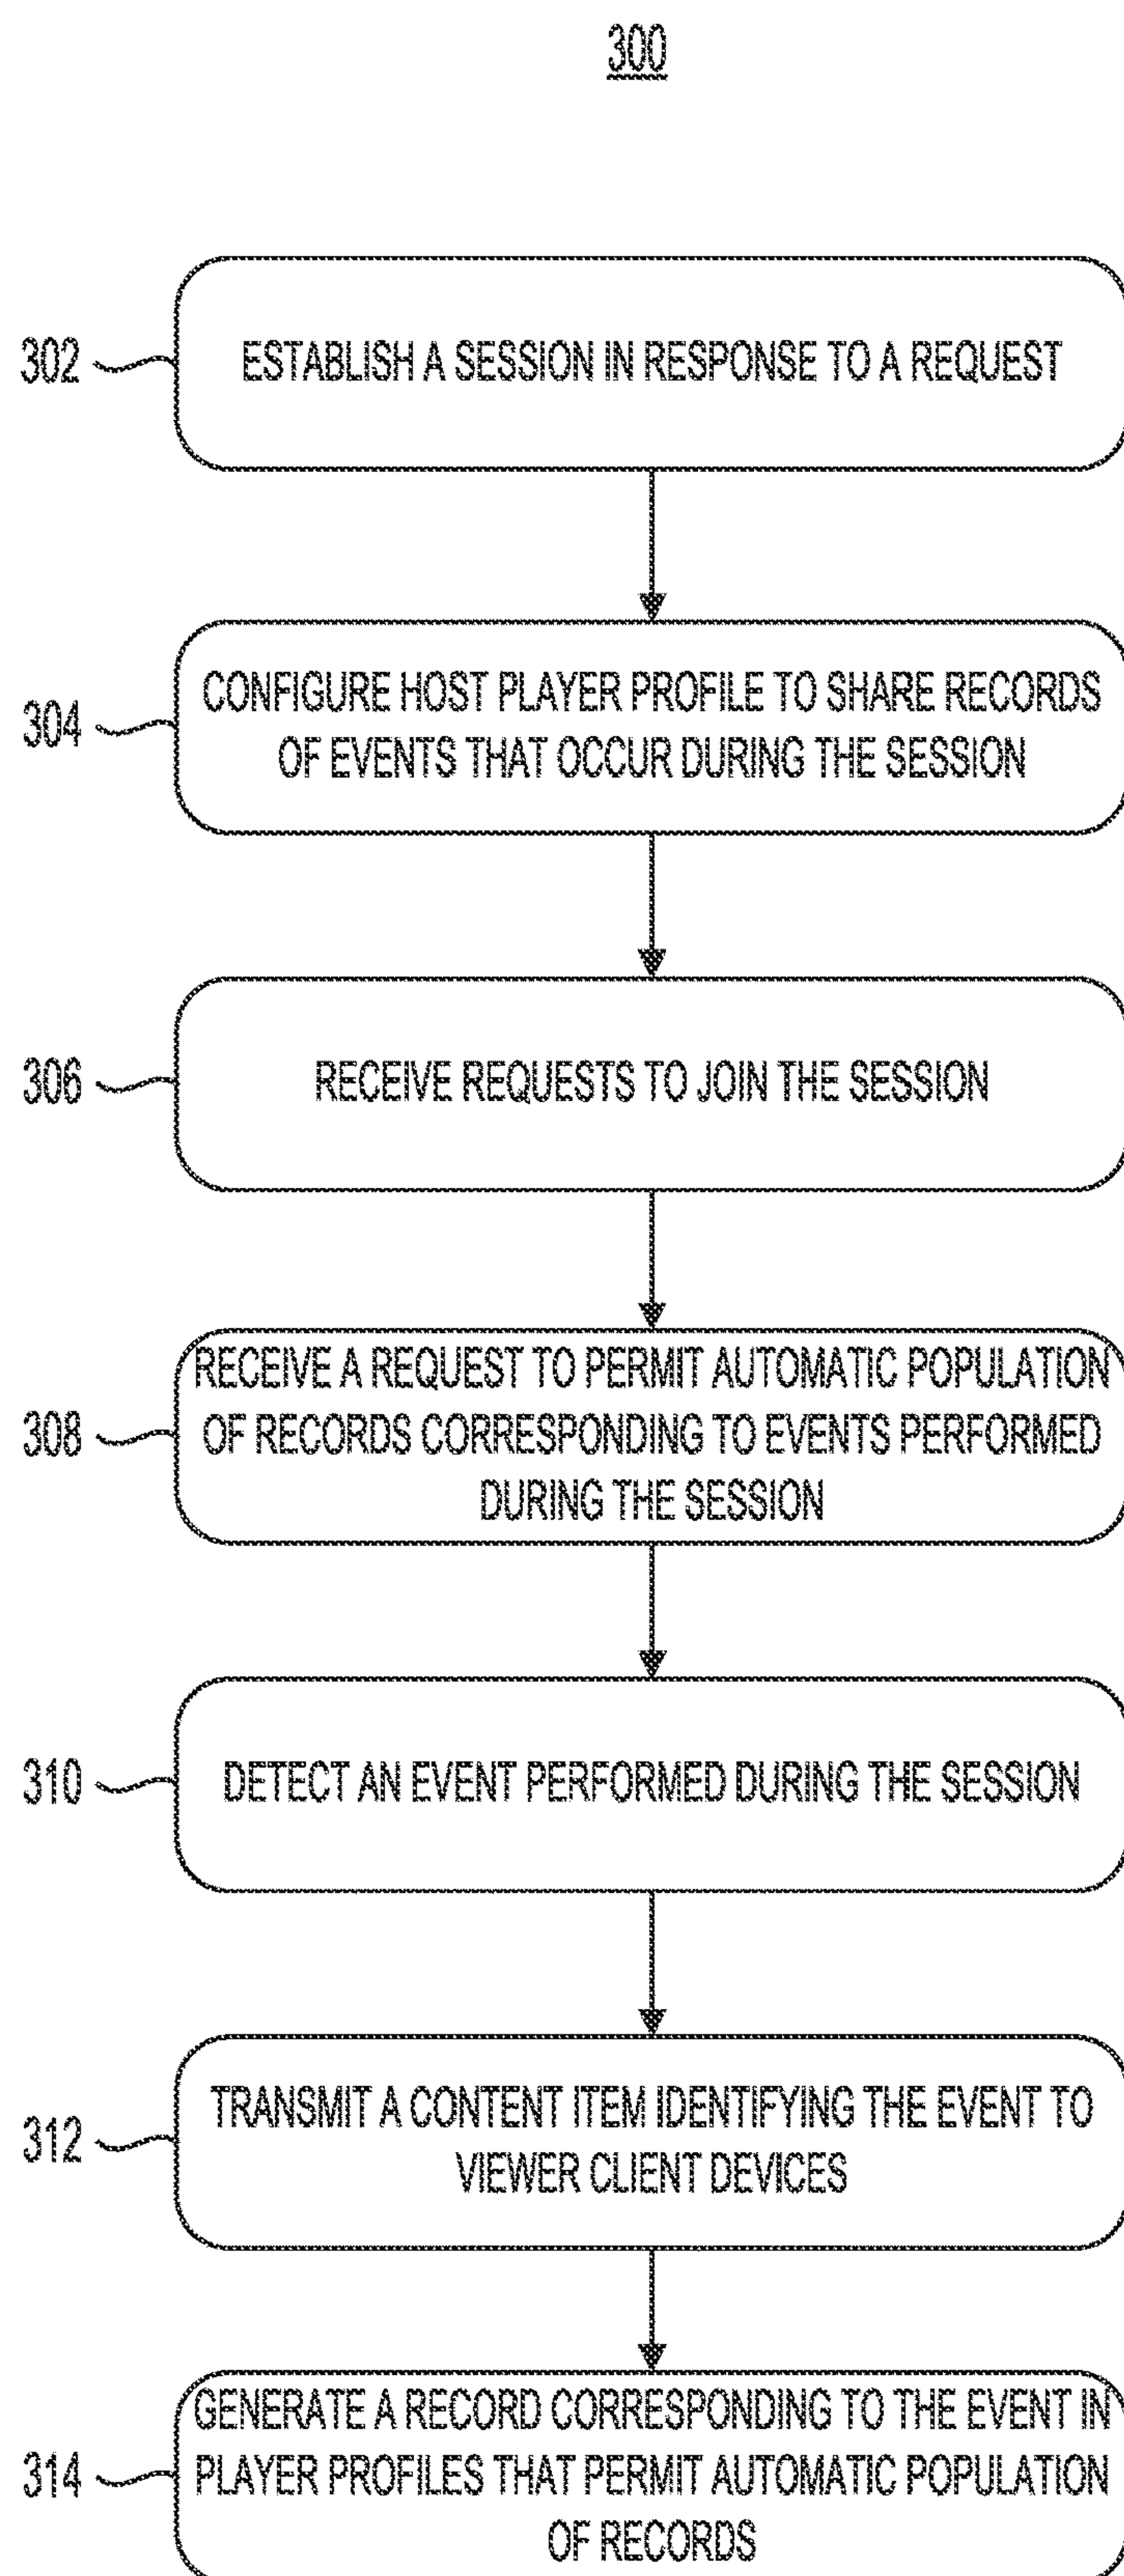 300
302
ESTABLISH A SESSION IN RESPONSE TO A REQUEST
304
CONFIGURE HOST PLAYER PROFILE TO SHARE RECORDS
OF EVENTS THAT OCCUR DURING THE SESSION
306
RECEIVE REQUESTS TO JOIN THE SESSION
308
RECEIVE A REQUEST TO PERMIT AUTOMATIC POPULATION
OF RECORDS CORRESPONDING TO EVENTS PERFORMED
DURING THE SESSION
310
DETECT AN EVENT PERFORMED DURING THE SESSION
312
TRANSMIT A CONTENT ITEM IDENTIFYING THE EVENT TO
VIEWER CLIENT DEVICES
314
GENERATE A RECORD CORRESPONDING TO THE EVENT IN
PLAYER PROFILES THAT PERMIT AUTOMATIC POPULATION
OF RECORDS